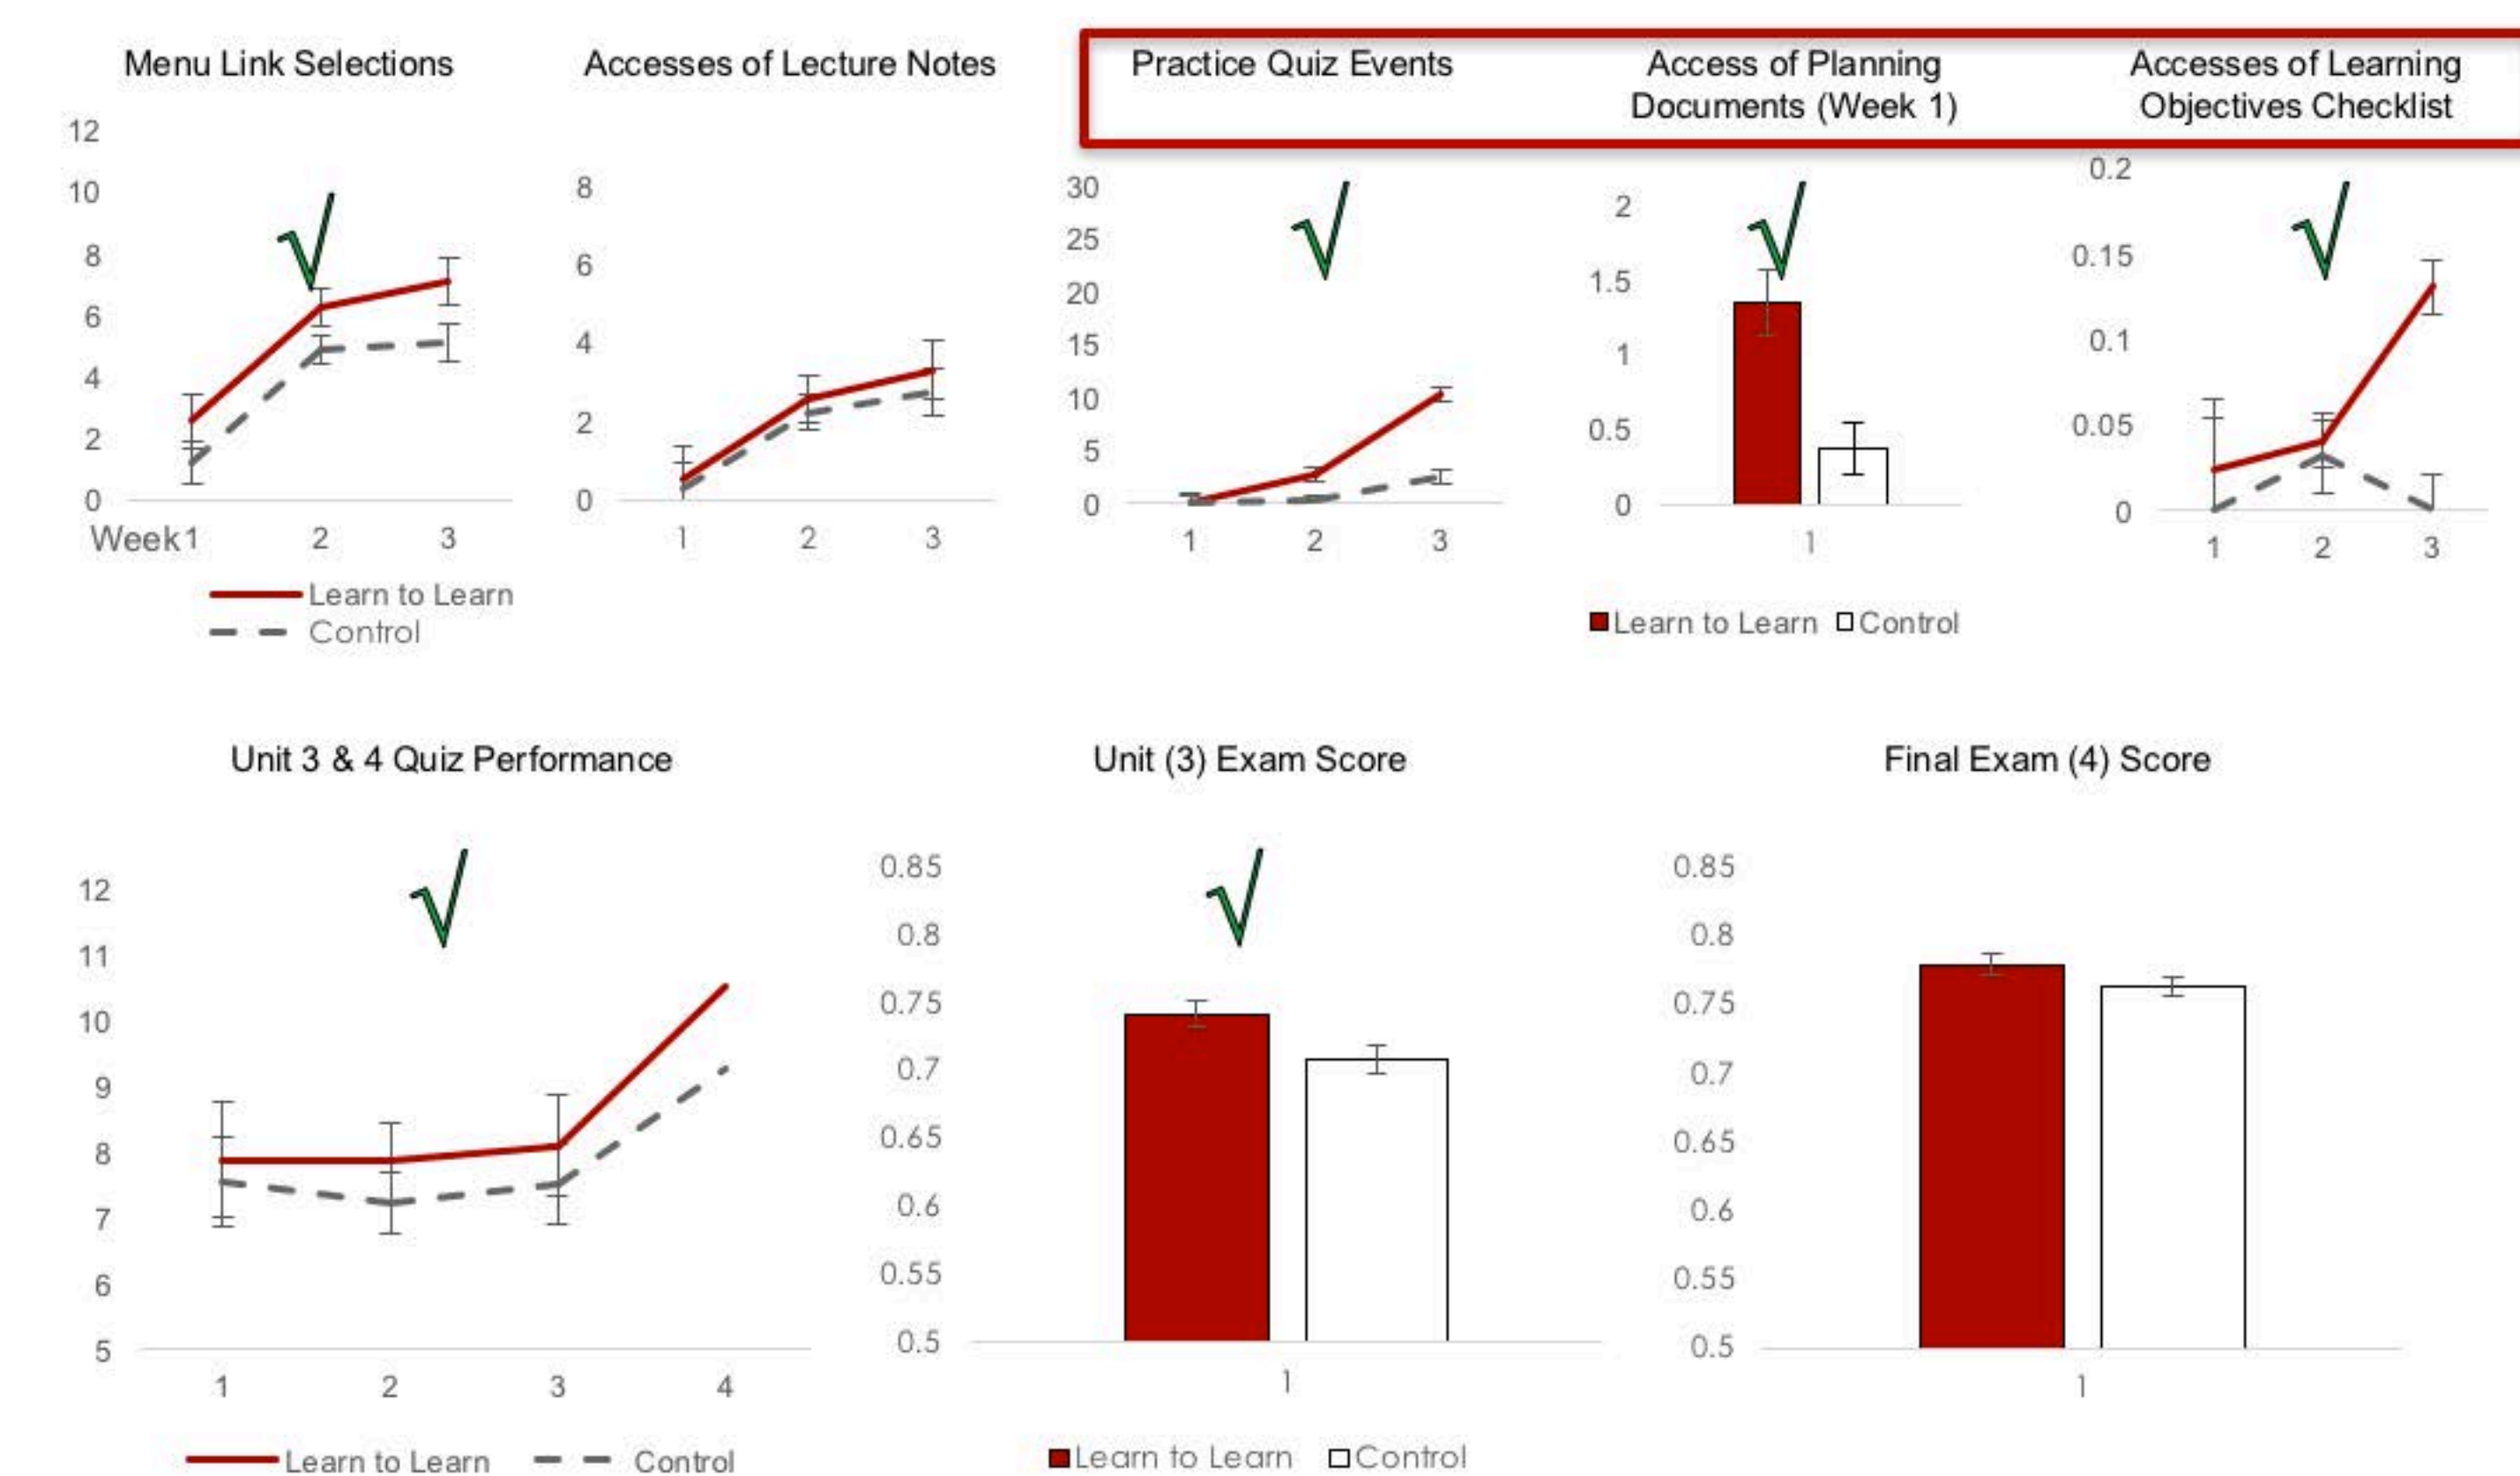 Menu Link Selections
12
10
8
6
4
2
0
Week 1 2 3
Learn to Learn
Control
Accesses of Lecture Notes
8
6
4
2
0
1 2 3
Practice Quiz Events
30
25
20
15
10
5
0
1 2 3
Access of Planning
Documents (Week 1)
2
1.5
1
0.5
0
1
Learn to Learn Control
Accesses of Learning
Objectives Checklist
0.2
0.15
0.1
0.05
0
1 2 3
Unit 3 & 4 Quiz Performance
12
11
10
9
8
7
6
5
1 2 3 4
Learn to Learn Control
Unit (3) Exam Score
0.85
0.8
0.75
0.7
0.65
0.6
0.55
0.5
1
Learn to Learn Control
Final Exam (4) Score
0.85
0.8
0.75
0.7
0.65
0.6
0.55
0.5
1